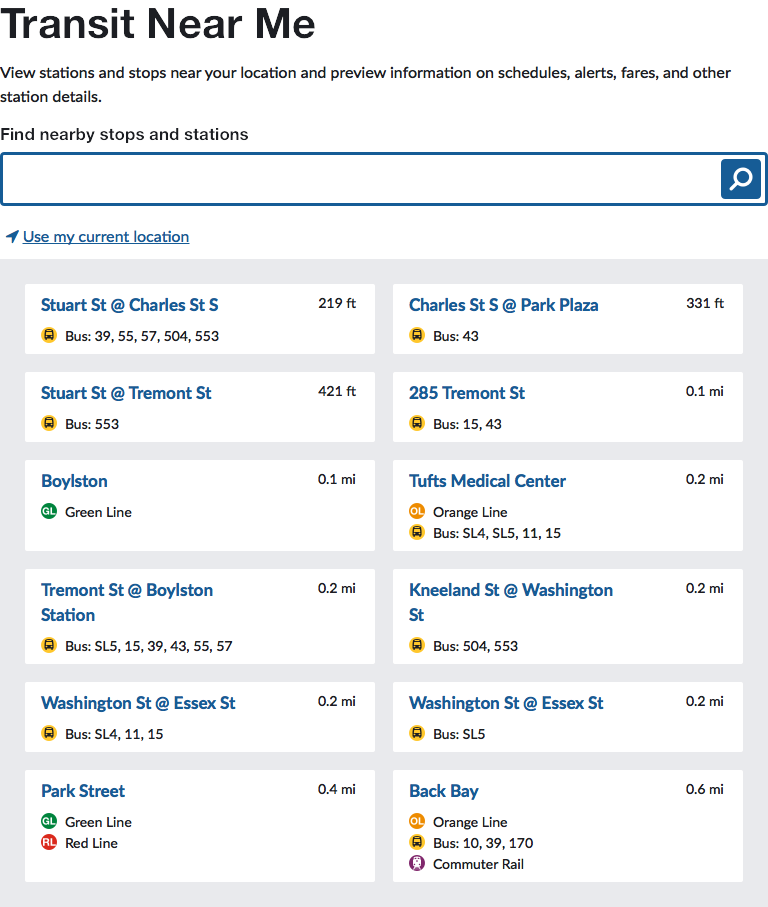 Transit Near Me
View stations and stops near your location and preview information on schedules, alerts, fares, and other
station details.
Find nearby stops and stations
Use my current location
Stuart St @ Charles St S
219 ft
Bus: 39, 55, 57, 504, 553
Charles St S @ Park Plaza
331 ft
Bus: 43
Stuart St @ Tremont St
421 ft
Bus: 553
285 Tremont St
0.1 mi
Bus: 15, 43
Boylston
0.1 mi
GL Green Line
Tufts Medical Center
0.2 mi
OL Orange Line
Bus: SL4, SL5, 11, 15
Tremont St @ Boylston
Station
0.2 mi
Bus: SL5, 15, 39, 43, 55, 57
Kneeland St @ Washington
St
0.2 mi
Bus: 504, 553
Washington St @ Essex St
0.2 mi
Bus: SL4, 11, 15
Washington St @ Essex St
0.2 mi
Bus: SL5
Park Street
0.4 mi
GL Green Line
RL Red Line
Back Bay
0.6 mi
OL Orange Line
Bus: 10, 39, 170
Commuter Rail